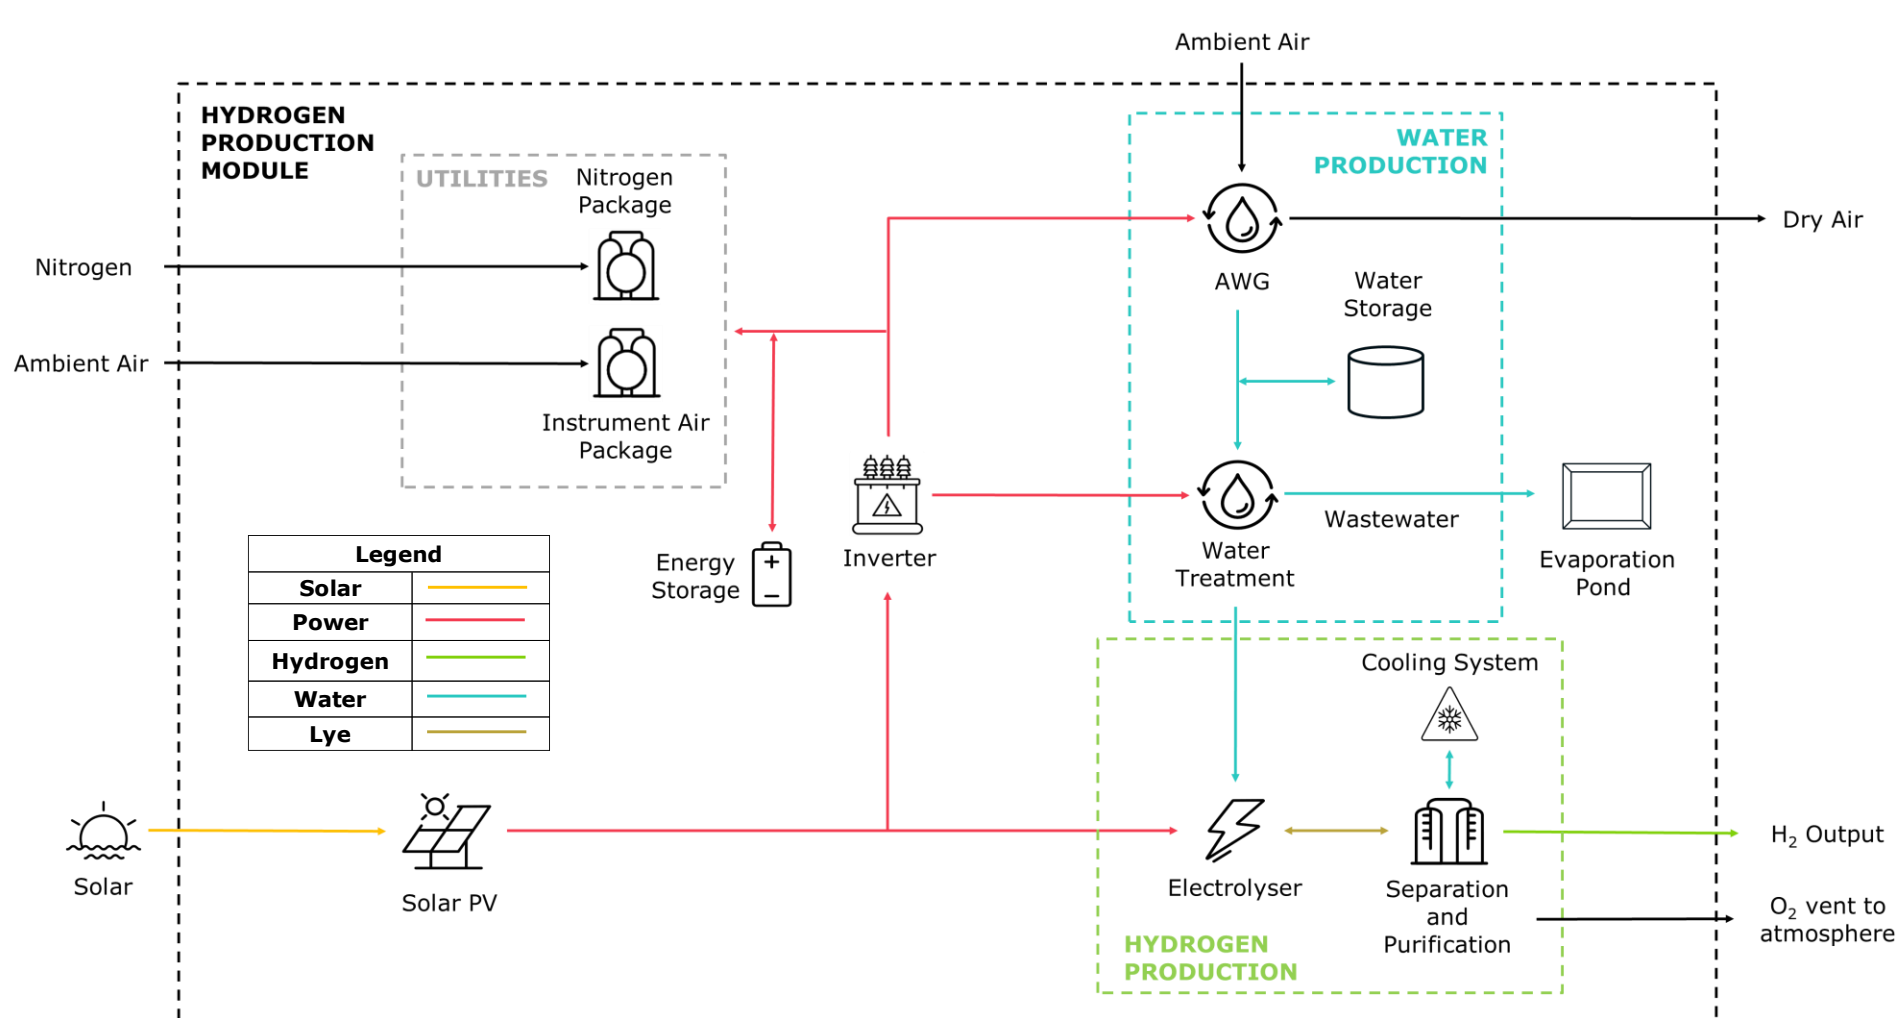 Ambient Air
HYDROGEN
PRODUCTION
MODULE
UTILITIES
Nitrogen
Package
WATER
PRODUCTION
Nitrogen
Dry Air
AWG
Water
Storage
Ambient Air
Instrument Air
Package
Inverter
Energy
Storage
Water
Treatment
Wastewater
Evaporation
Pond
Legend
Solar
Power
Hydrogen
Water
Lye
Cooling System
Solar
Solar PV
Electrolyser
Separation
and
Purification
H₂ Output
O₂ vent to
atmosphere
HYDROGEN
PRODUCTION